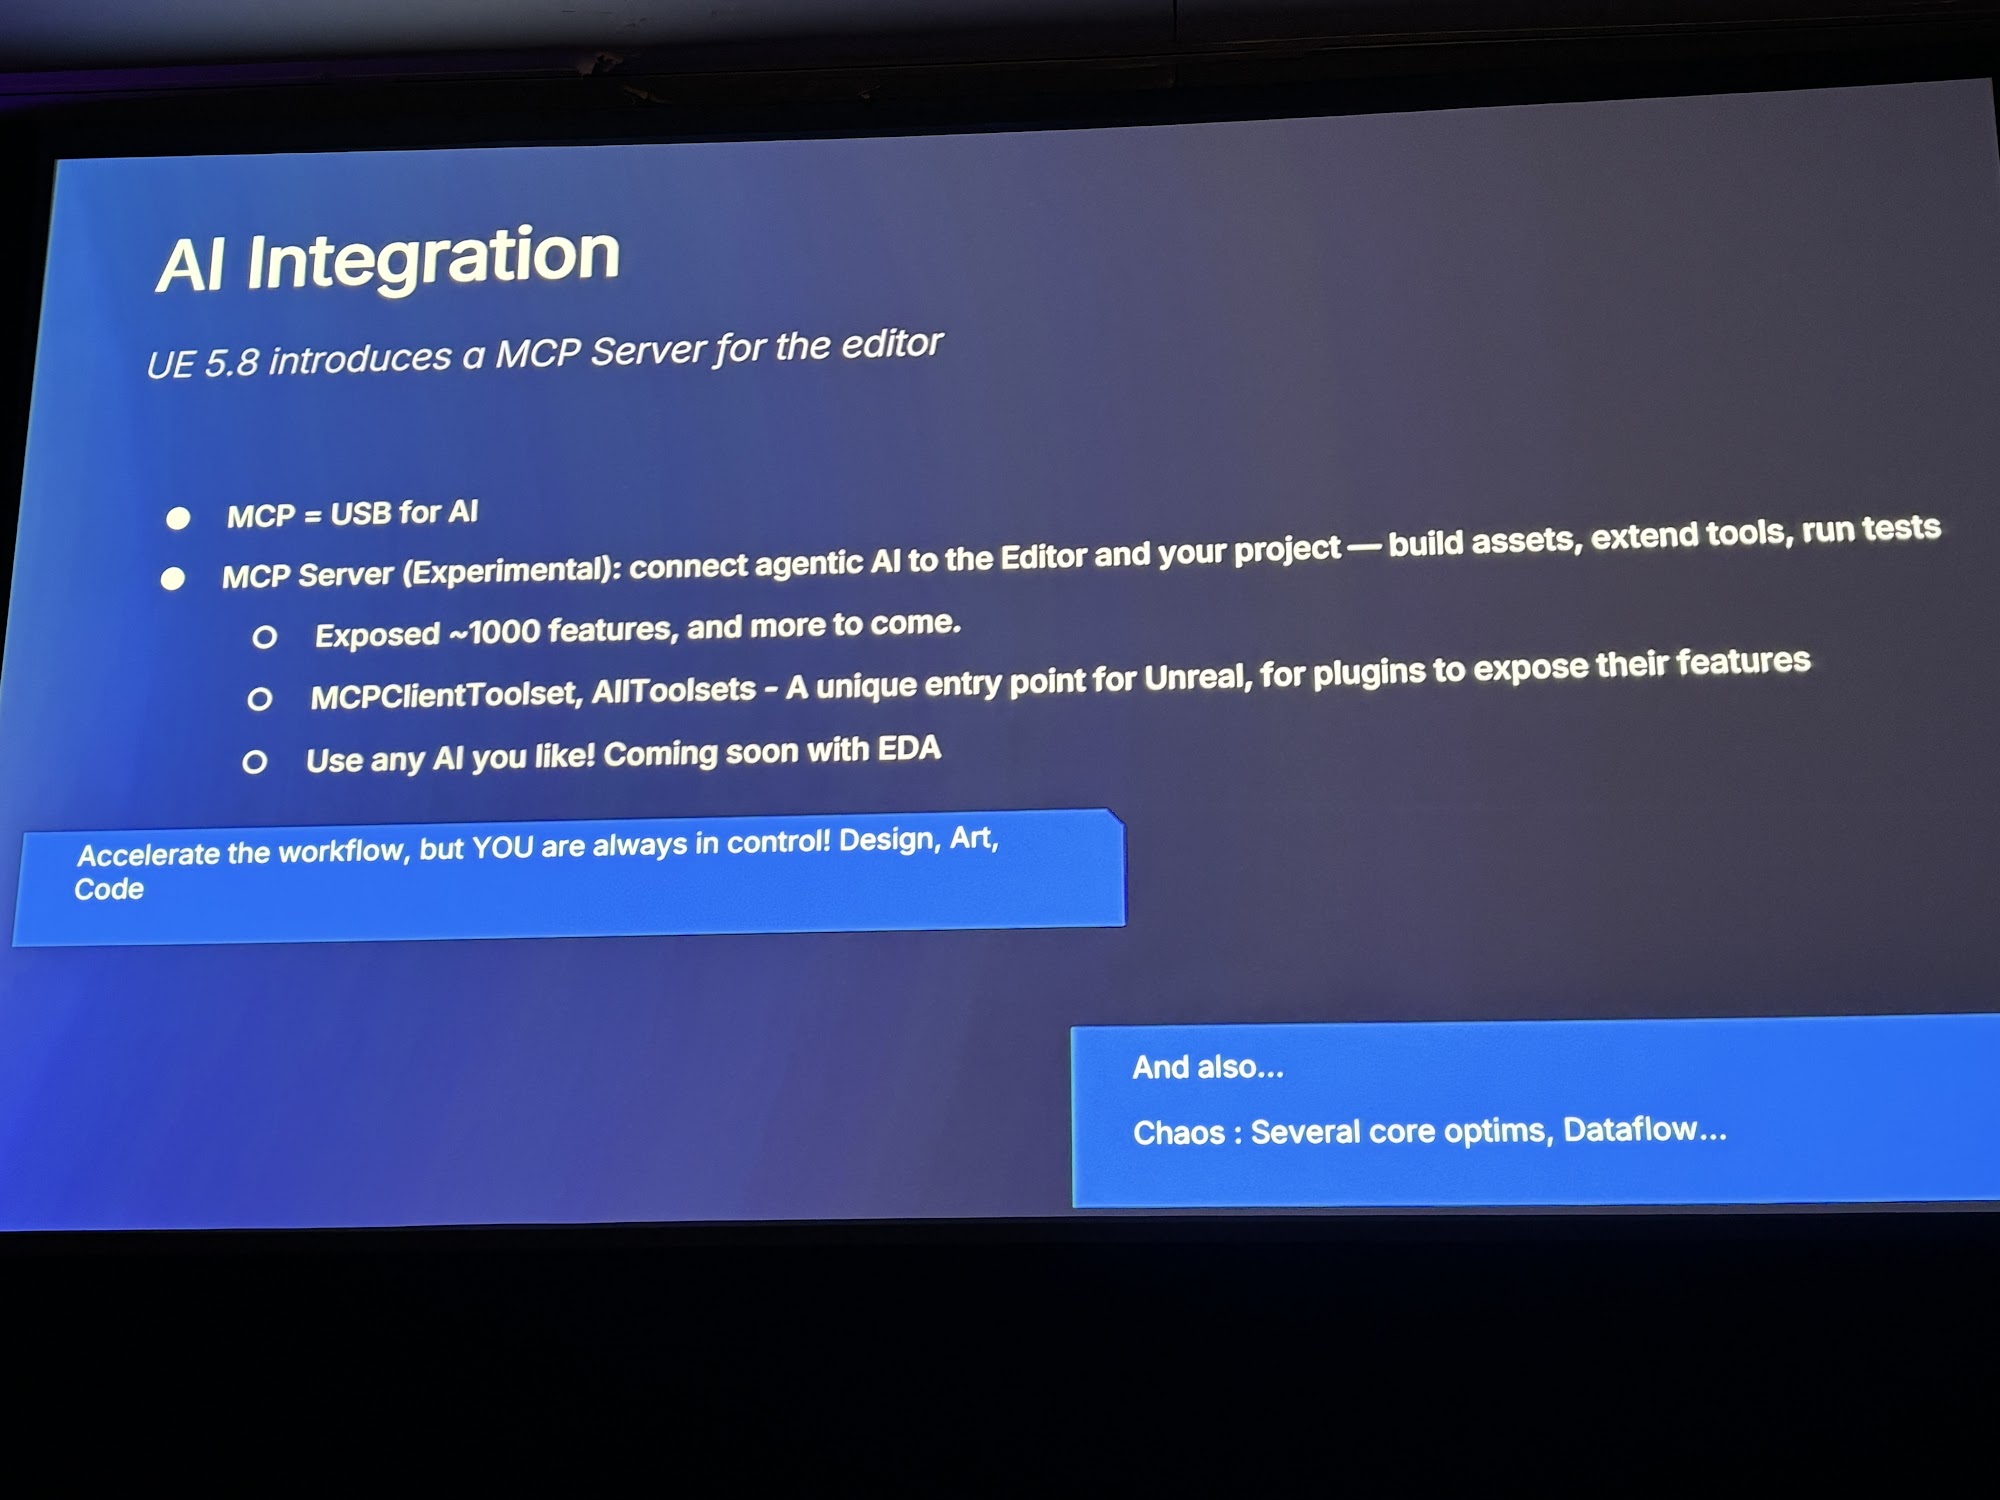 AI Integration
UE 5.8 introduces a MCP Server for the editor
MCP = USB for AI
MCP Server (Experimental): connect agentic AI to the Editor and your project — build assets, extend tools, run tests
Exposed ~1000 features, and more to come.
MCPClientToolset, AllToolsets - A unique entry point for Unreal, for plugins to expose their features
Use any AI you like! Coming soon with EDA
Accelerate the workflow, but YOU are always in control! Design, Art,
Code
And also...
Chaos : Several core optims, Dataflow...